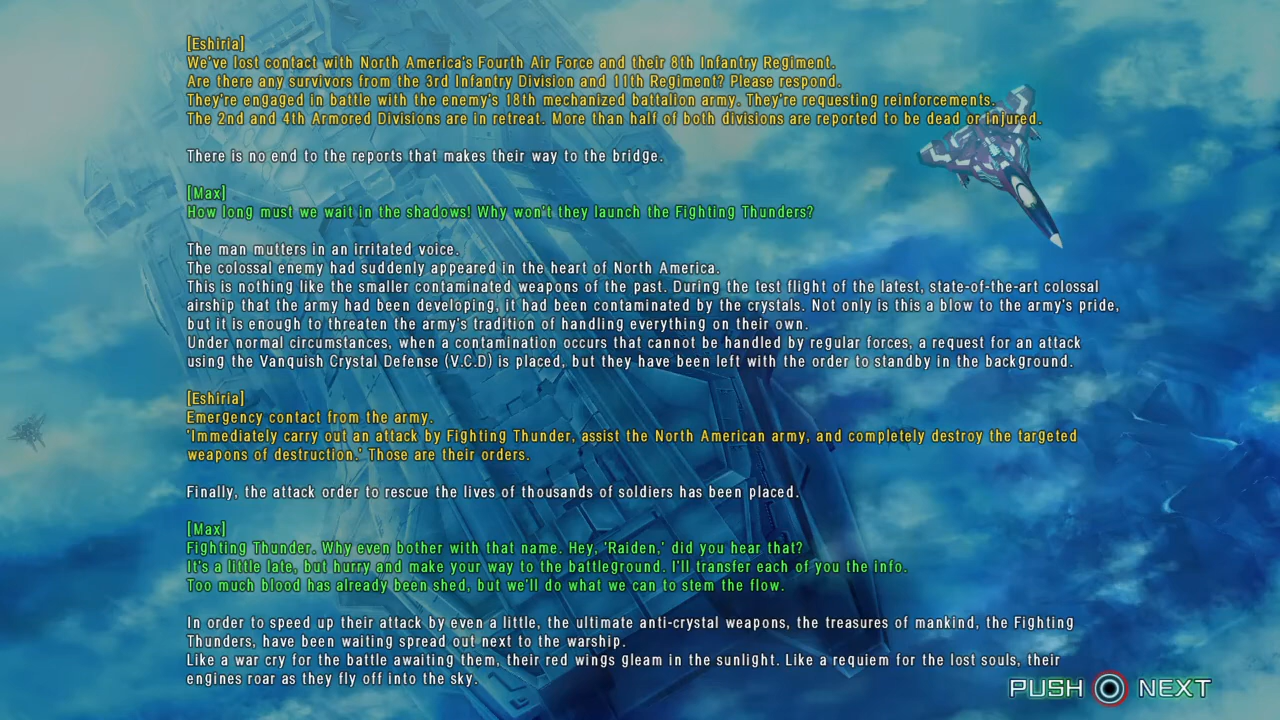 [Eshiria]
We've lost contact with North America's Fourth Air Force and their 8th Infantry Regiment.
Are there any survivors from the 3rd Infantry Division and 11th Regiment? Please respond.
They're engaged in battle with the enemy's 18th mechanized battalion army. They're requesting reinforcements.
The 2nd and 4th Armored Divisions are in retreat. More than half of both divisions are reported to be dead or injured.
There is no end to the reports that makes their way to the bridge.
[Max]
How long must we wait in the shadows! Why won't they launch the Fighting Thunders?
The man mutters in an irritated voice.
The colossal enemy had suddenly appeared in the heart of North America.
This is nothing like the smaller contaminated weapons of the past. During the test flight of the latest, state-of-the-art colossal
airship that the army had been developing, it had been contaminated by the crystals. Not only is this a blow to the army's pride,
but it is enough to threaten the army's tradition of handling everything on their own.
Under normal circumstances, when a contamination occurs that cannot be handled by regular forces, a request for an attack
using the Vanquish Crystal Defense (V.C.D) is placed, but they have been left with the order to standby in the background.
[Eshiria]
Emergency contact from the army.
'Immediately carry out an attack by Fighting Thunder, assist the North American army, and completely destroy the targeted
weapons of destruction.' Those are their orders.
Finally, the attack order to rescue the lives of thousands of soldiers has been placed.
[Max]
Fighting Thunder. Why even bother with that name. Hey, 'Raiden,' did you hear that?
It's a little late, but hurry and make your way to the battleground. I'll transfer each of you the info.
Too much blood has already been shed, but we'll do what we can to stem the flow.
In order to speed up their attack by even a little, the ultimate anti-crystal weapons, the treasures of mankind, the Fighting
Thunders, have been waiting spread out next to the warship.
Like a war cry for the battle awaiting them, their red wings gleam in the sunlight. Like a requiem for the lost souls, their
engines roar as they fly off into the sky.
PUSH NEXT